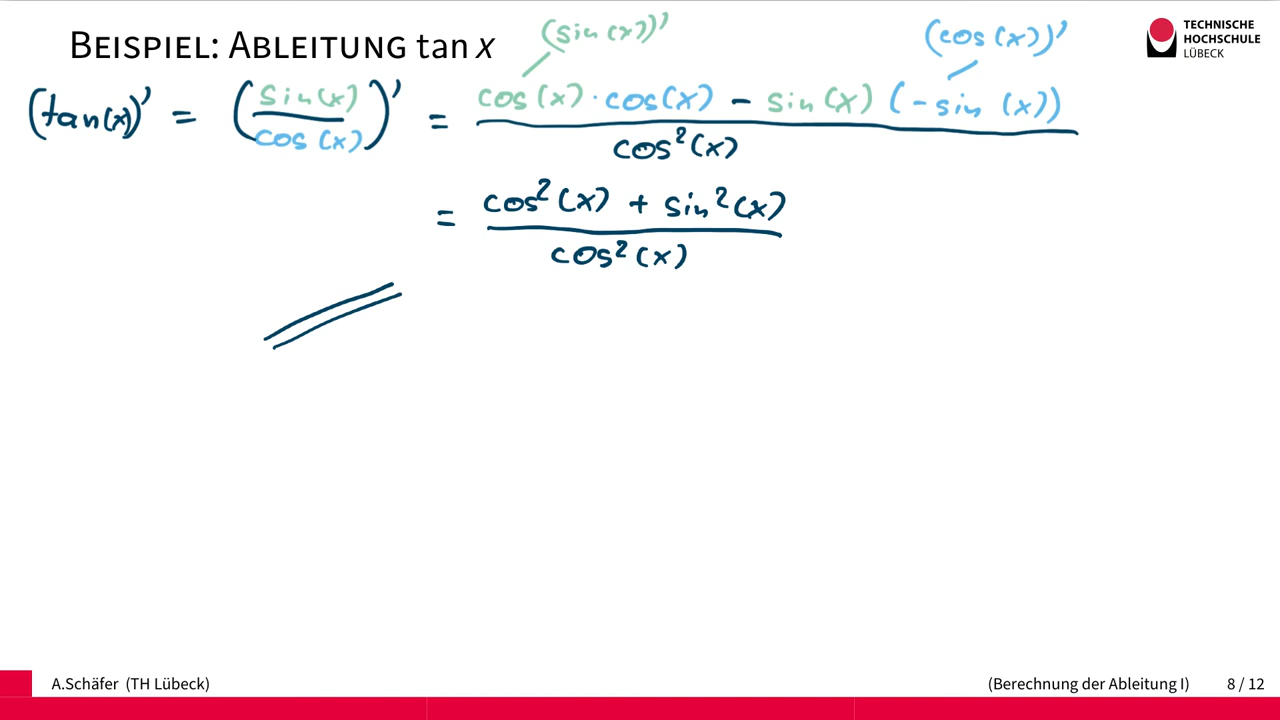 BEISPIEL: ABLEITUNG tan x
TECHNISCHE
HOCHSCHULE
LÜBECK
(sin(x))' (cos(x))'
(tan(x))' = (sin(x)/cos(x))' = (cos(x)·cos(x) - sin(x)(-sin(x)))/cos²(x)
= (cos²(x) + sin²(x))/cos²(x)
A.Schäfer (TH Lübeck) (Berechnung der Ableitung I) 8 / 12